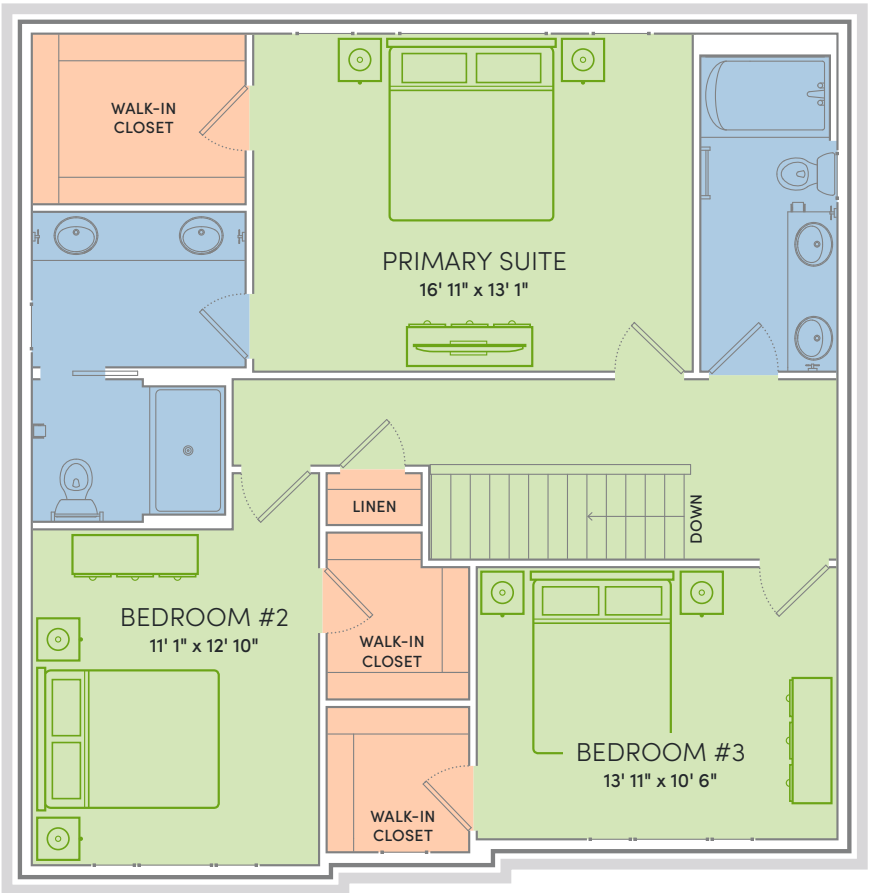 WALK-IN
CLOSET
PRIMARY SUITE
16' 11" x 13' 1"
LINEN
DOWN
BEDROOM #2
11' 1" x 12' 10"
WALK-IN
CLOSET
BEDROOM #3
13' 11" x 10' 6"
WALK-IN
CLOSET